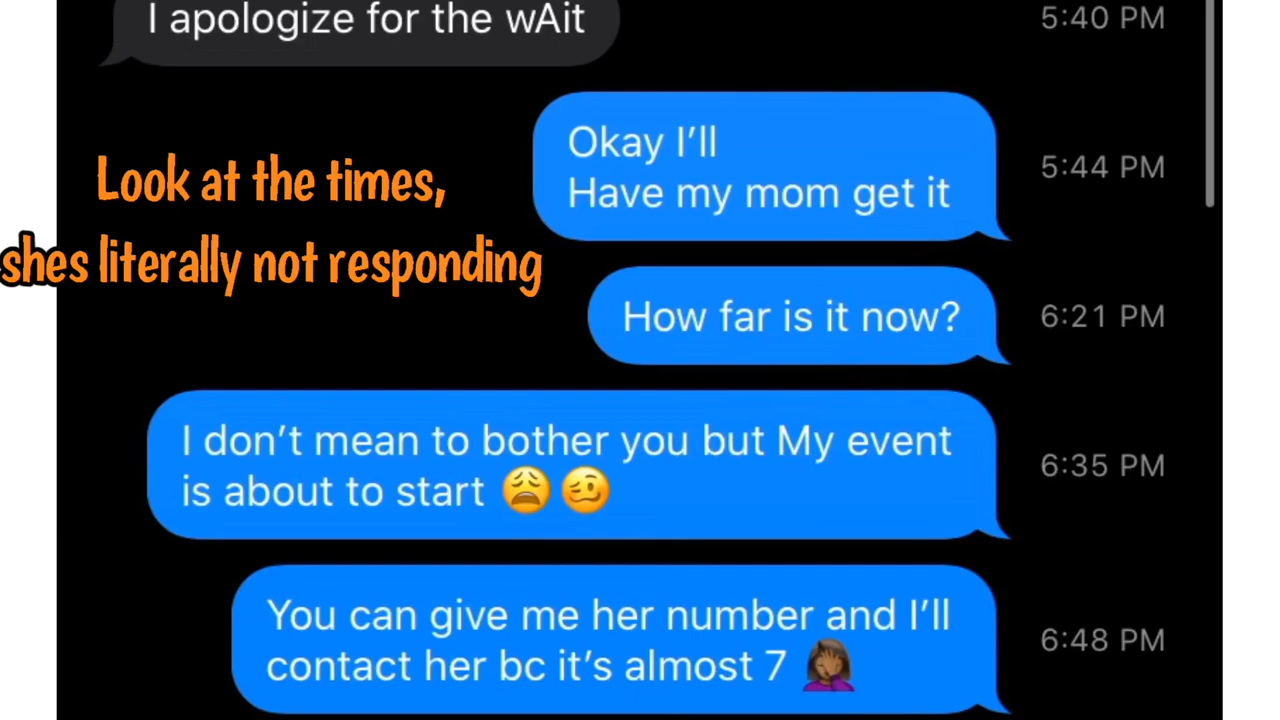 I apologize for the wAit
5:40 PM
Okay I'll
Have my mom get it
5:44 PM
Look at the times,
shes literally not responding
How far is it now?
6:21 PM
I don't mean to bother you but My event
is about to start 😩🥴
6:35 PM
You can give me her number and I'll
contact her bc it's almost 7 🤦🏾‍♀️
6:48 PM